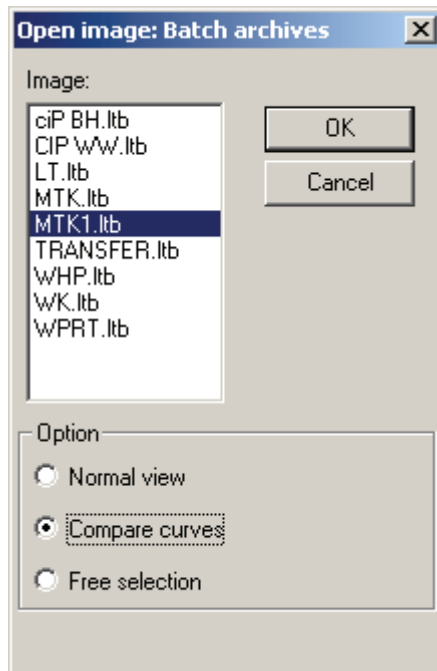 Open image: Batch archives
Image:
ciP BH.ltb
CIP WW.ltb
LT.ltb
MTK.ltb
MTK1.ltb
TRANSFER.ltb
WHP.ltb
WK.ltb
WPRT.ltb
OK
Cancel
Option
Normal view
Compare curves
Free selection